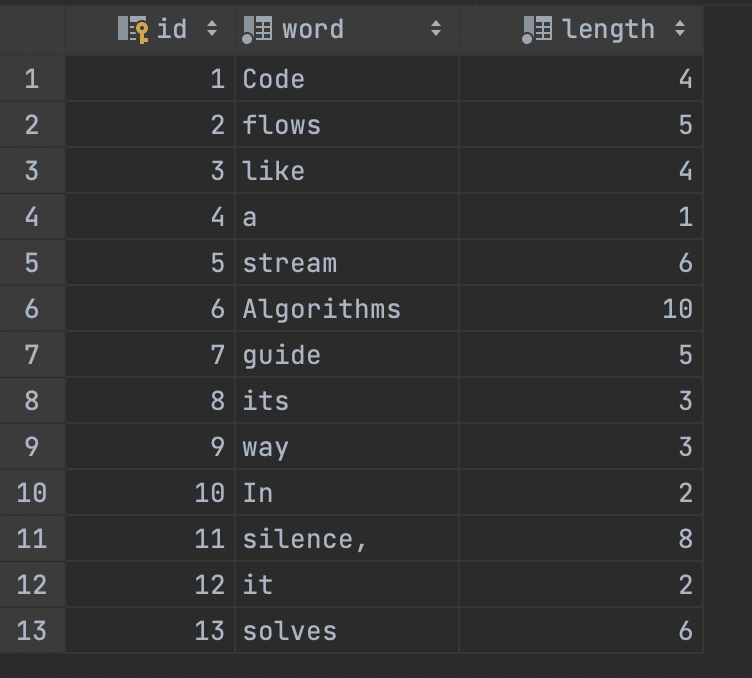 id word length
1 1 Code 4
2 2 flows 5
3 3 like 4
4 4 a 1
5 5 stream 6
6 6 Algorithms 10
7 7 guide 5
8 8 its 3
9 9 way 3
10 10 In 2
11 11 silence, 8
12 12 it 2
13 13 solves 6